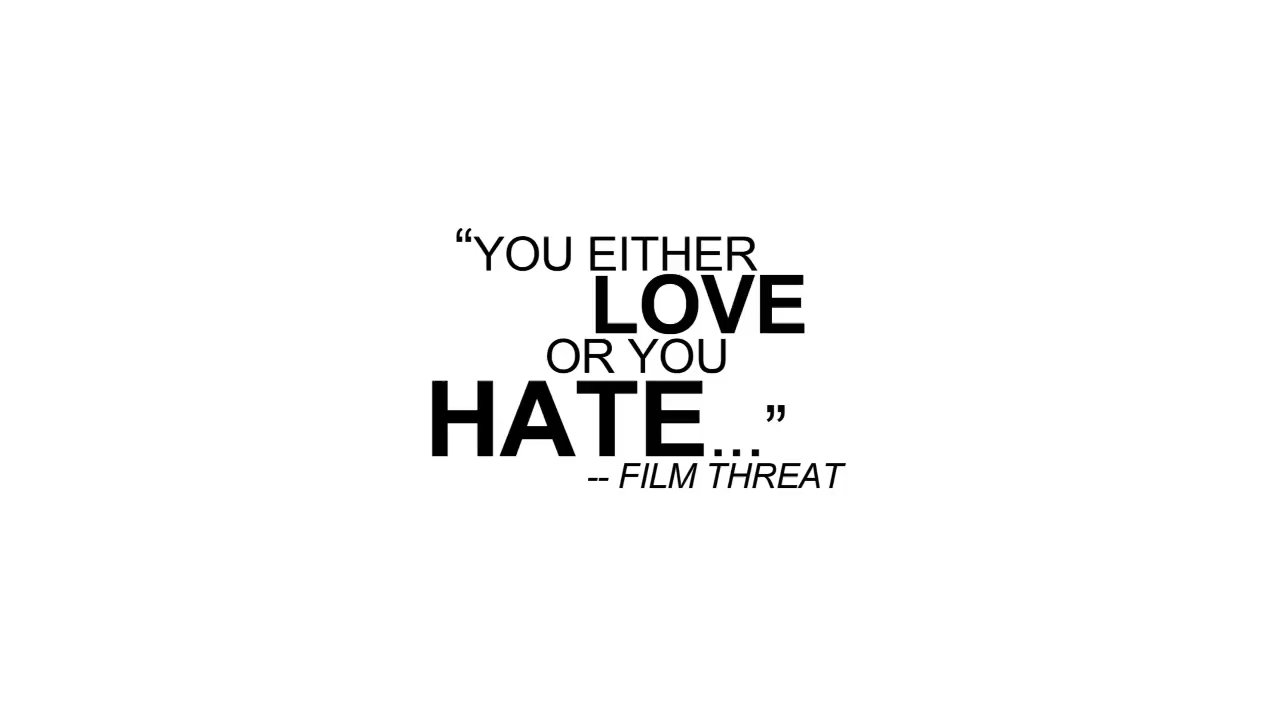 “YOU EITHER
LOVE
OR YOU
HATE...”
-- FILM THREAT